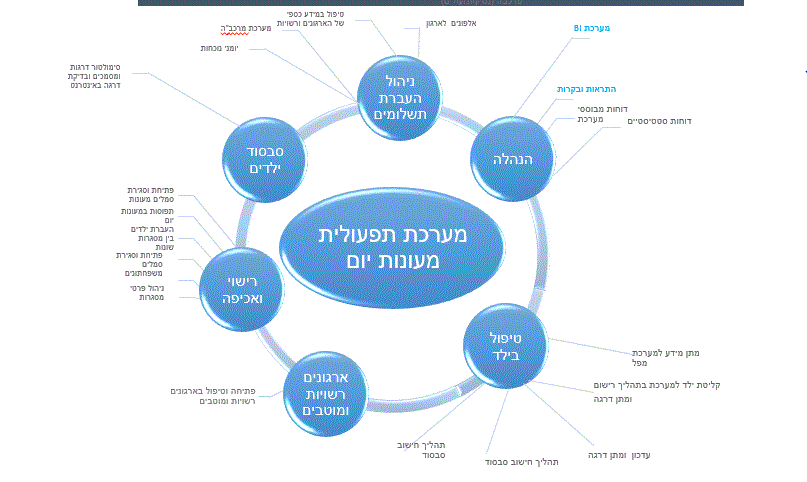 טיפול במידע כספי
של הארגונים ורשויות
אלפונים לארגון
מערכת מרכב"ה
יומני נוכחות
מערכת BI
התראות ובקרות
דוחות מבוססי
מערכת
דוחות סטטיסטיים
סימולטור דרגות
ומסמכים ובדיקת
דרגה באינטרנט
ניהול
העברת
תשלומים
הנהלה
סבסוד
ילדים
מערכת תפעולית
מעונות יום
פתיחת וסגירת
סמלים מעונות
תפוסות במעונות
יום
העברת ילדים
בין מסגרות
שונות
פתיחת וסגירת
סמלים
משפחתונים
ניהול פרטי
מסגרות
רישוי
ואכיפה
טיפול
בילד
ארגונים
רשויות
ומוטבים
פתיחה וטיפול בארגונים
רשויות ומוטבים
מתן מידע למערכת
מפל
קליטת ילד למערכת בתהליך רישום
ומתן דרגה
עדכון ומתן דרגה
תהליך חישוב סבסוד
תהליך חישוב
סבסוד